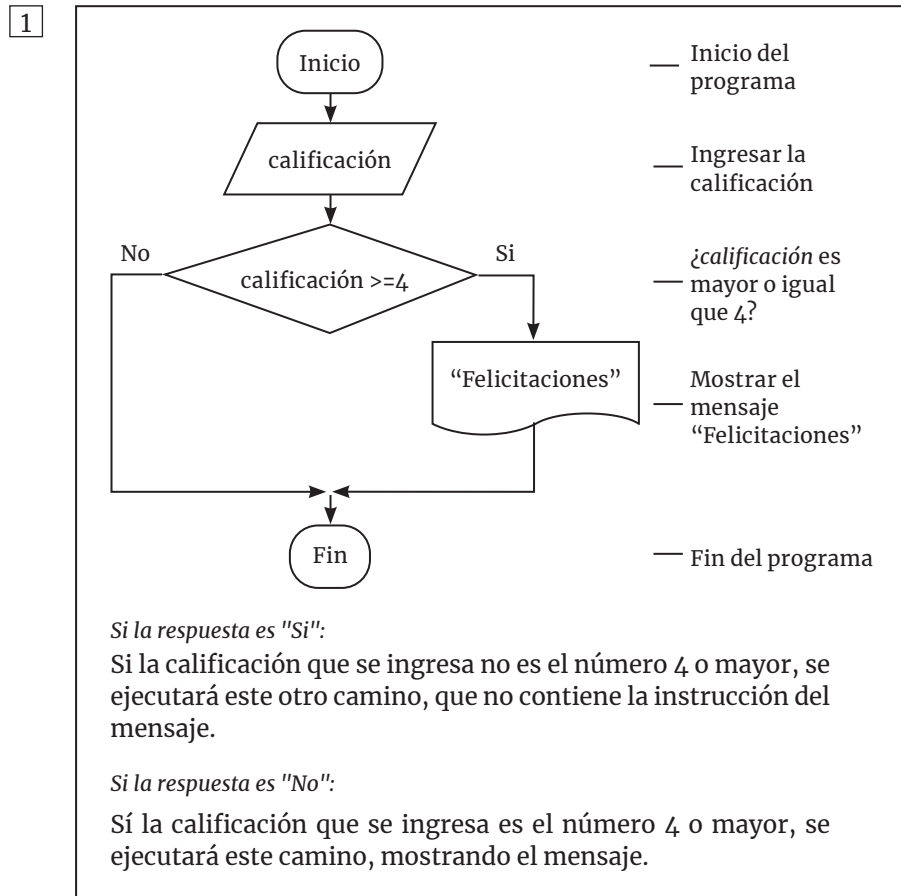 1
Inicio
Inicio del
programa
calificación
Ingresar la
calificación
No
Si
calificación >=4
¿calificación es
mayor o igual
que 4?
“Felicitaciones”
Mostrar el
mensaje
“Felicitaciones”
Fin
Fin del programa
Si la respuesta es "Si":
Si la calificación que se ingresa no es el número 4 o mayor, se
ejecutará este otro camino, que no contiene la instrucción del
mensaje.
Si la respuesta es "No":
Sí la calificación que se ingresa es el número 4 o mayor, se
ejecutará este camino, mostrando el mensaje.